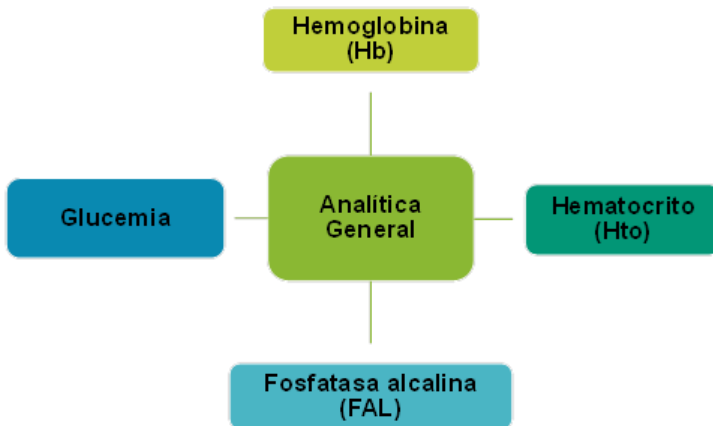 Hemoglobina
(Hb)
Glucemia
Analítica
General
Hematocrito
(Hto)
Fosfatasa alcalina
(FAL)